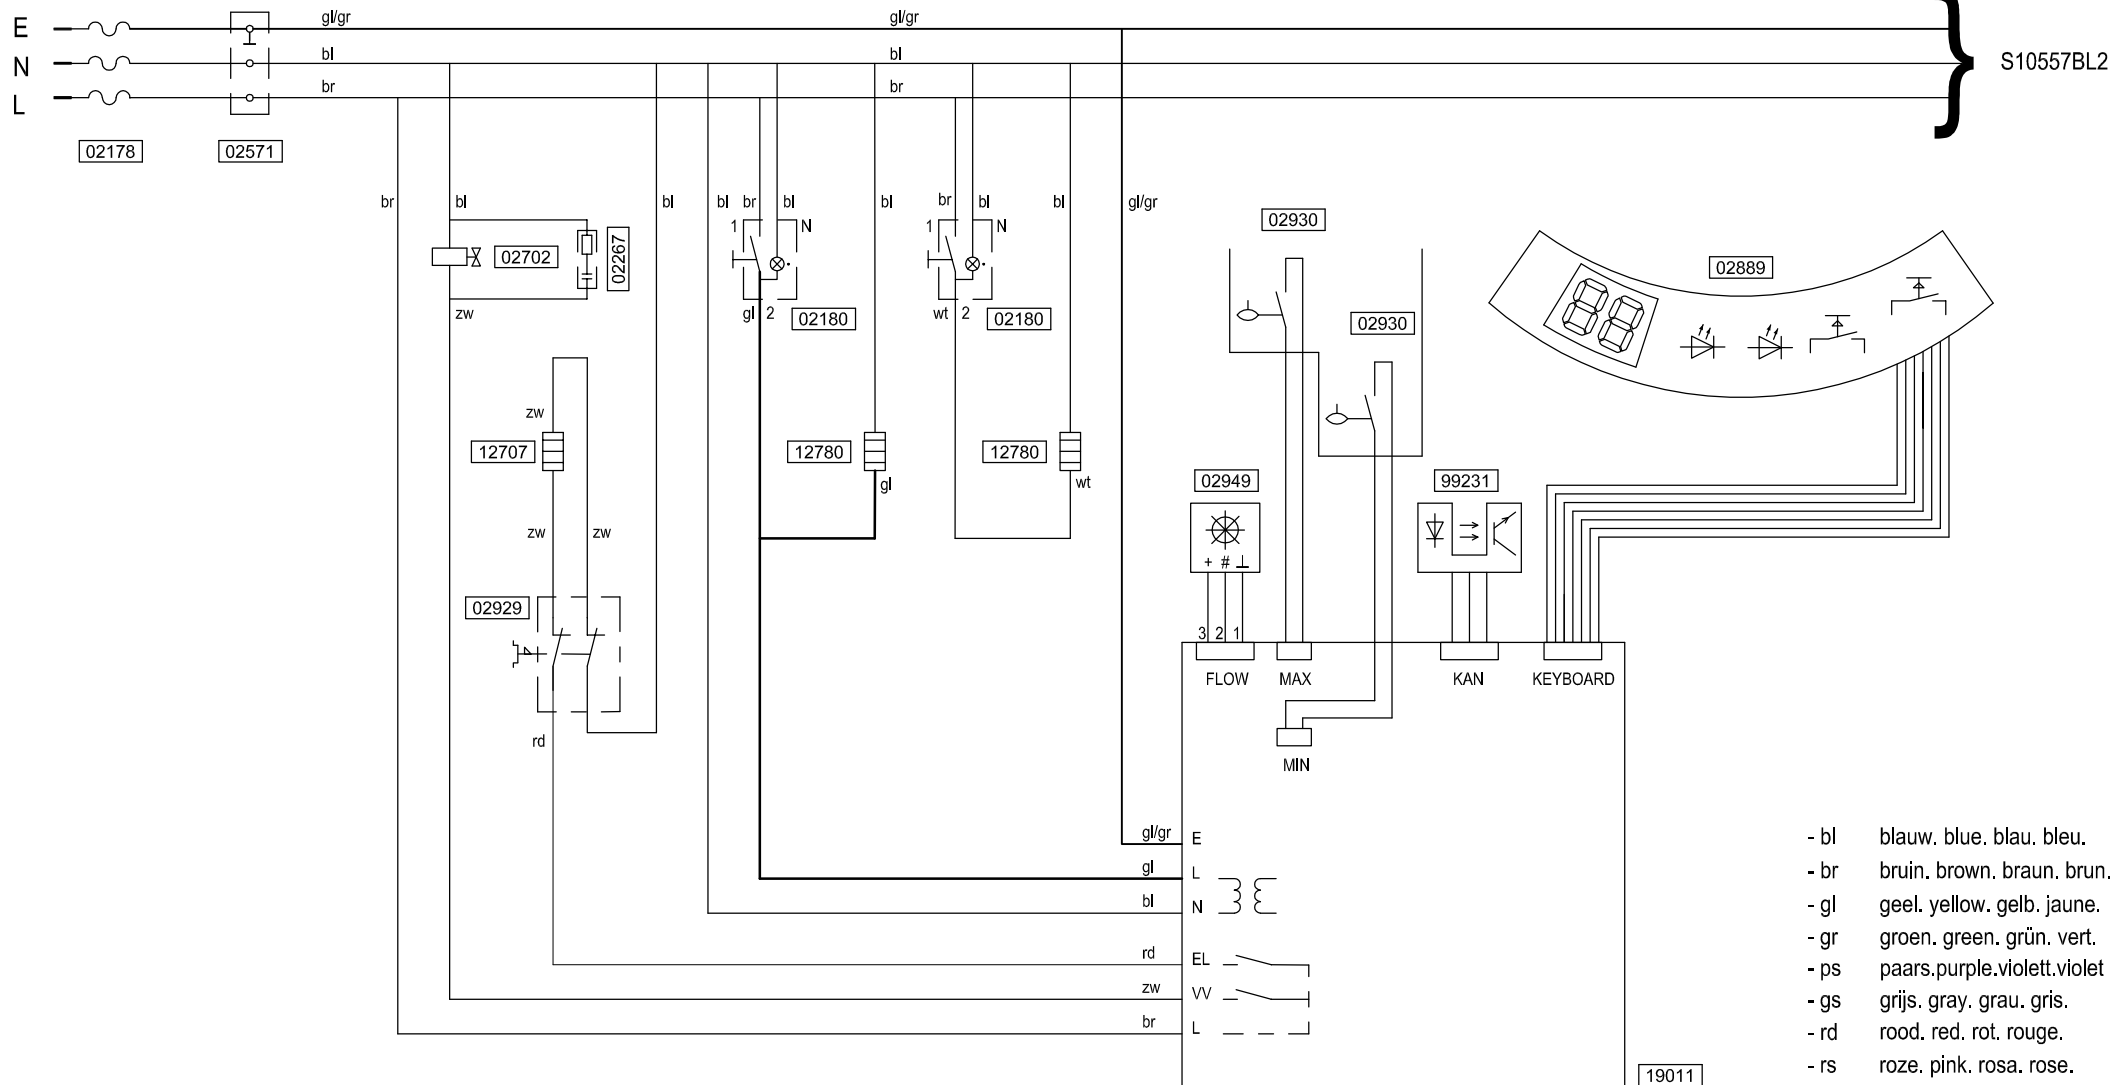 E gl/gr gl/gr
N bl bl S10557BL2
L br br
02178 02571
br bl bl bl br bl bl br bl bl gl/gr
02930
1 N 1 N
02702 02267 02889
zw gl 2 02180 wt 2 02180 02930
zw
12707 12780 12780
gl wt
02949 99231
zw zw
+ # ⊥
02929
3 2 1
FLOW MAX KAN KEYBOARD
rd
MIN
gl/gr E
gl L
bl N
rd EL
zw VV
br L
19011
- bl blauw. blue. blau. bleu.
- br bruin. brown. braun. brun.
- gl geel. yellow. gelb. jaune.
- gr groen. green. grün. vert.
- ps paars.purple.violett.violet
- gs grijs. gray. grau. gris.
- rd rood. red. rot. rouge.
- rs roze. pink. rosa. rose.